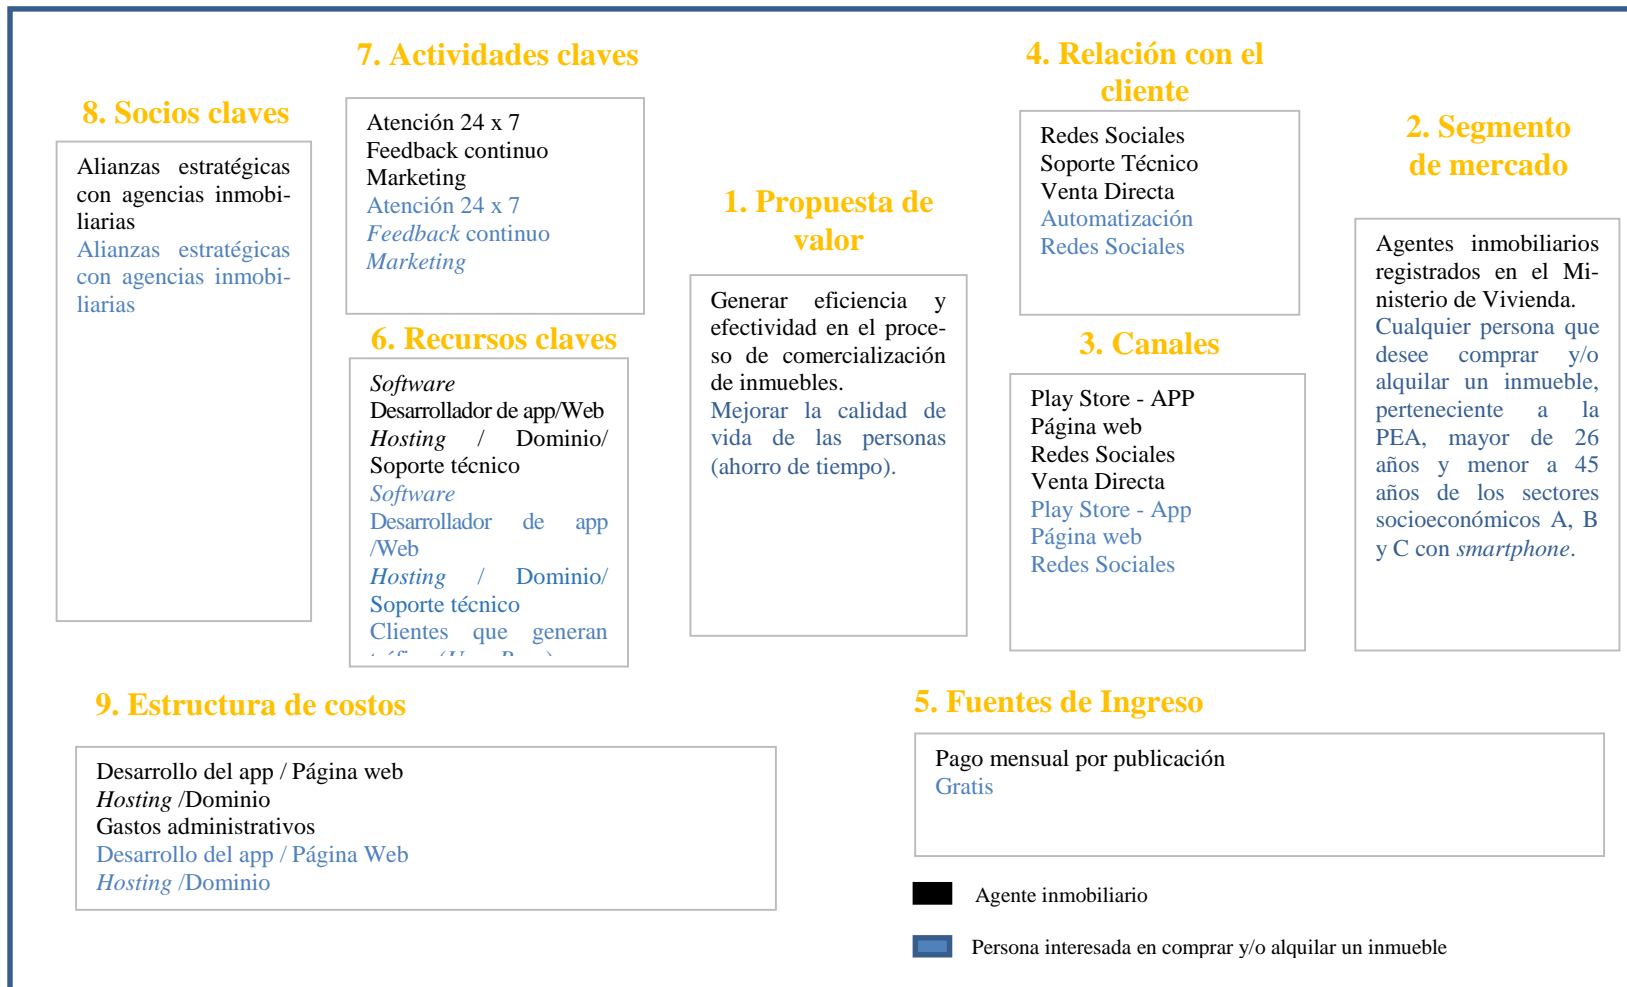 7. Actividades claves
4. Relación con el
cliente
8. Socios claves
2. Segmento
de mercado
Alianzas estratégicas
con agencias inmobi-
liarias
Alianzas estratégicas
con agencias inmobi-
liarias
Atención 24 x 7
Feedback continuo
Marketing
Atención 24 x 7
Feedback continuo
Marketing
6. Recursos claves
Software
Desarrollador de app/Web
Hosting / Dominio/
Soporte técnico
Software
Desarrollador de app
/Web
Hosting / Dominio/
Soporte técnico
Clientes que generan
1. Propuesta de
valor
Generar eficiencia y
efectividad en el proce-
so de comercialización
de inmuebles.
Mejorar la calidad de
vida de las personas
(ahorro de tiempo).
Redes Sociales
Soporte Técnico
Venta Directa
Automatización
Redes Sociales
3. Canales
Play Store - APP
Página web
Redes Sociales
Venta Directa
Play Store - App
Página web
Redes Sociales
Agentes inmobiliarios
registrados en el Mi-
nisterio de Vivienda.
Cualquier persona que
desee comprar y/o
alquilar un inmueble,
perteneciente a la
PEA, mayor de 26
años y menor a 45
años de los sectores
socioeconómicos A, B
y C con smartphone.
9. Estructura de costos
Desarrollo del app / Página web
Hosting /Dominio
Gastos administrativos
Desarrollo del app / Página Web
Hosting /Dominio
5. Fuentes de Ingreso
Pago mensual por publicación
Gratis
Agente inmobiliario
Persona interesada en comprar y/o alquilar un inmueble